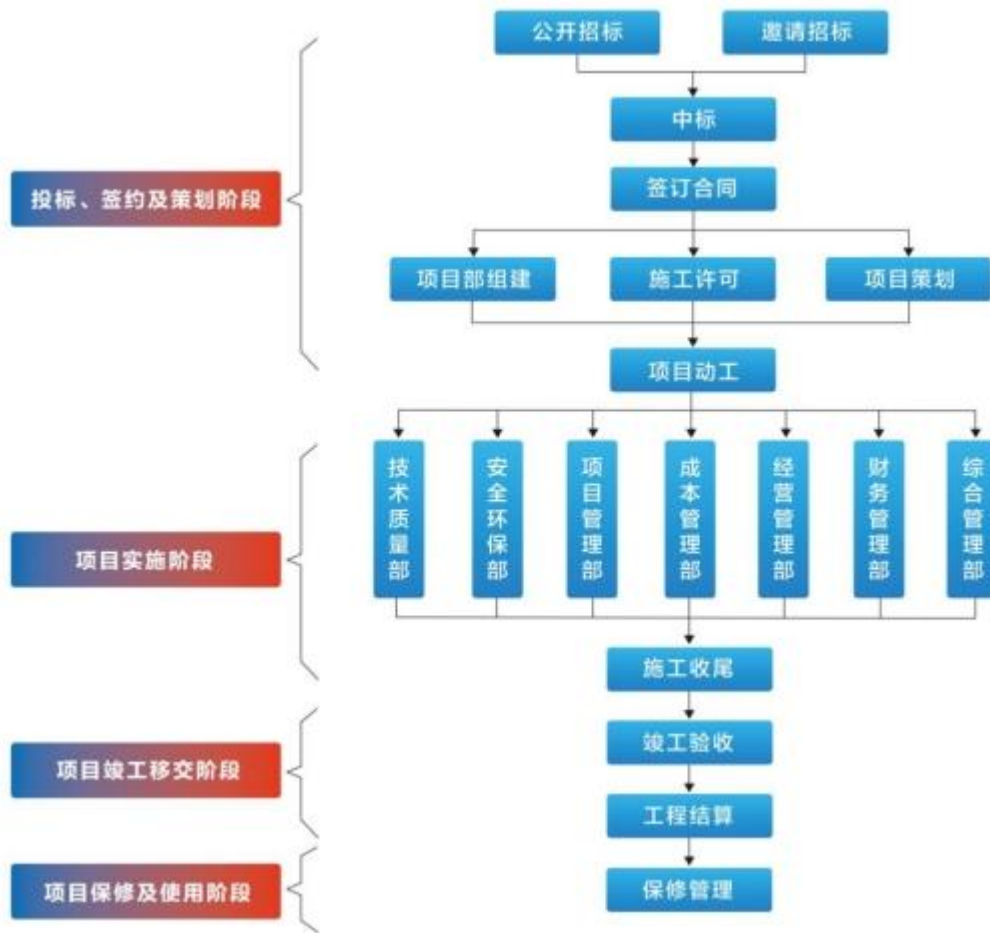 公开招标
邀请招标
中标
投标、签约及策划阶段
签订合同
项目部组建
施工许可
项目策划
项目动工
技术质量部
安全环保部
项目管理部
成本管理部
经营管理部
财务管理部
综合管理部
项目实施阶段
施工收尾
竣工验收
项目竣工移交阶段
工程结算
项目保修及使用阶段
保修管理